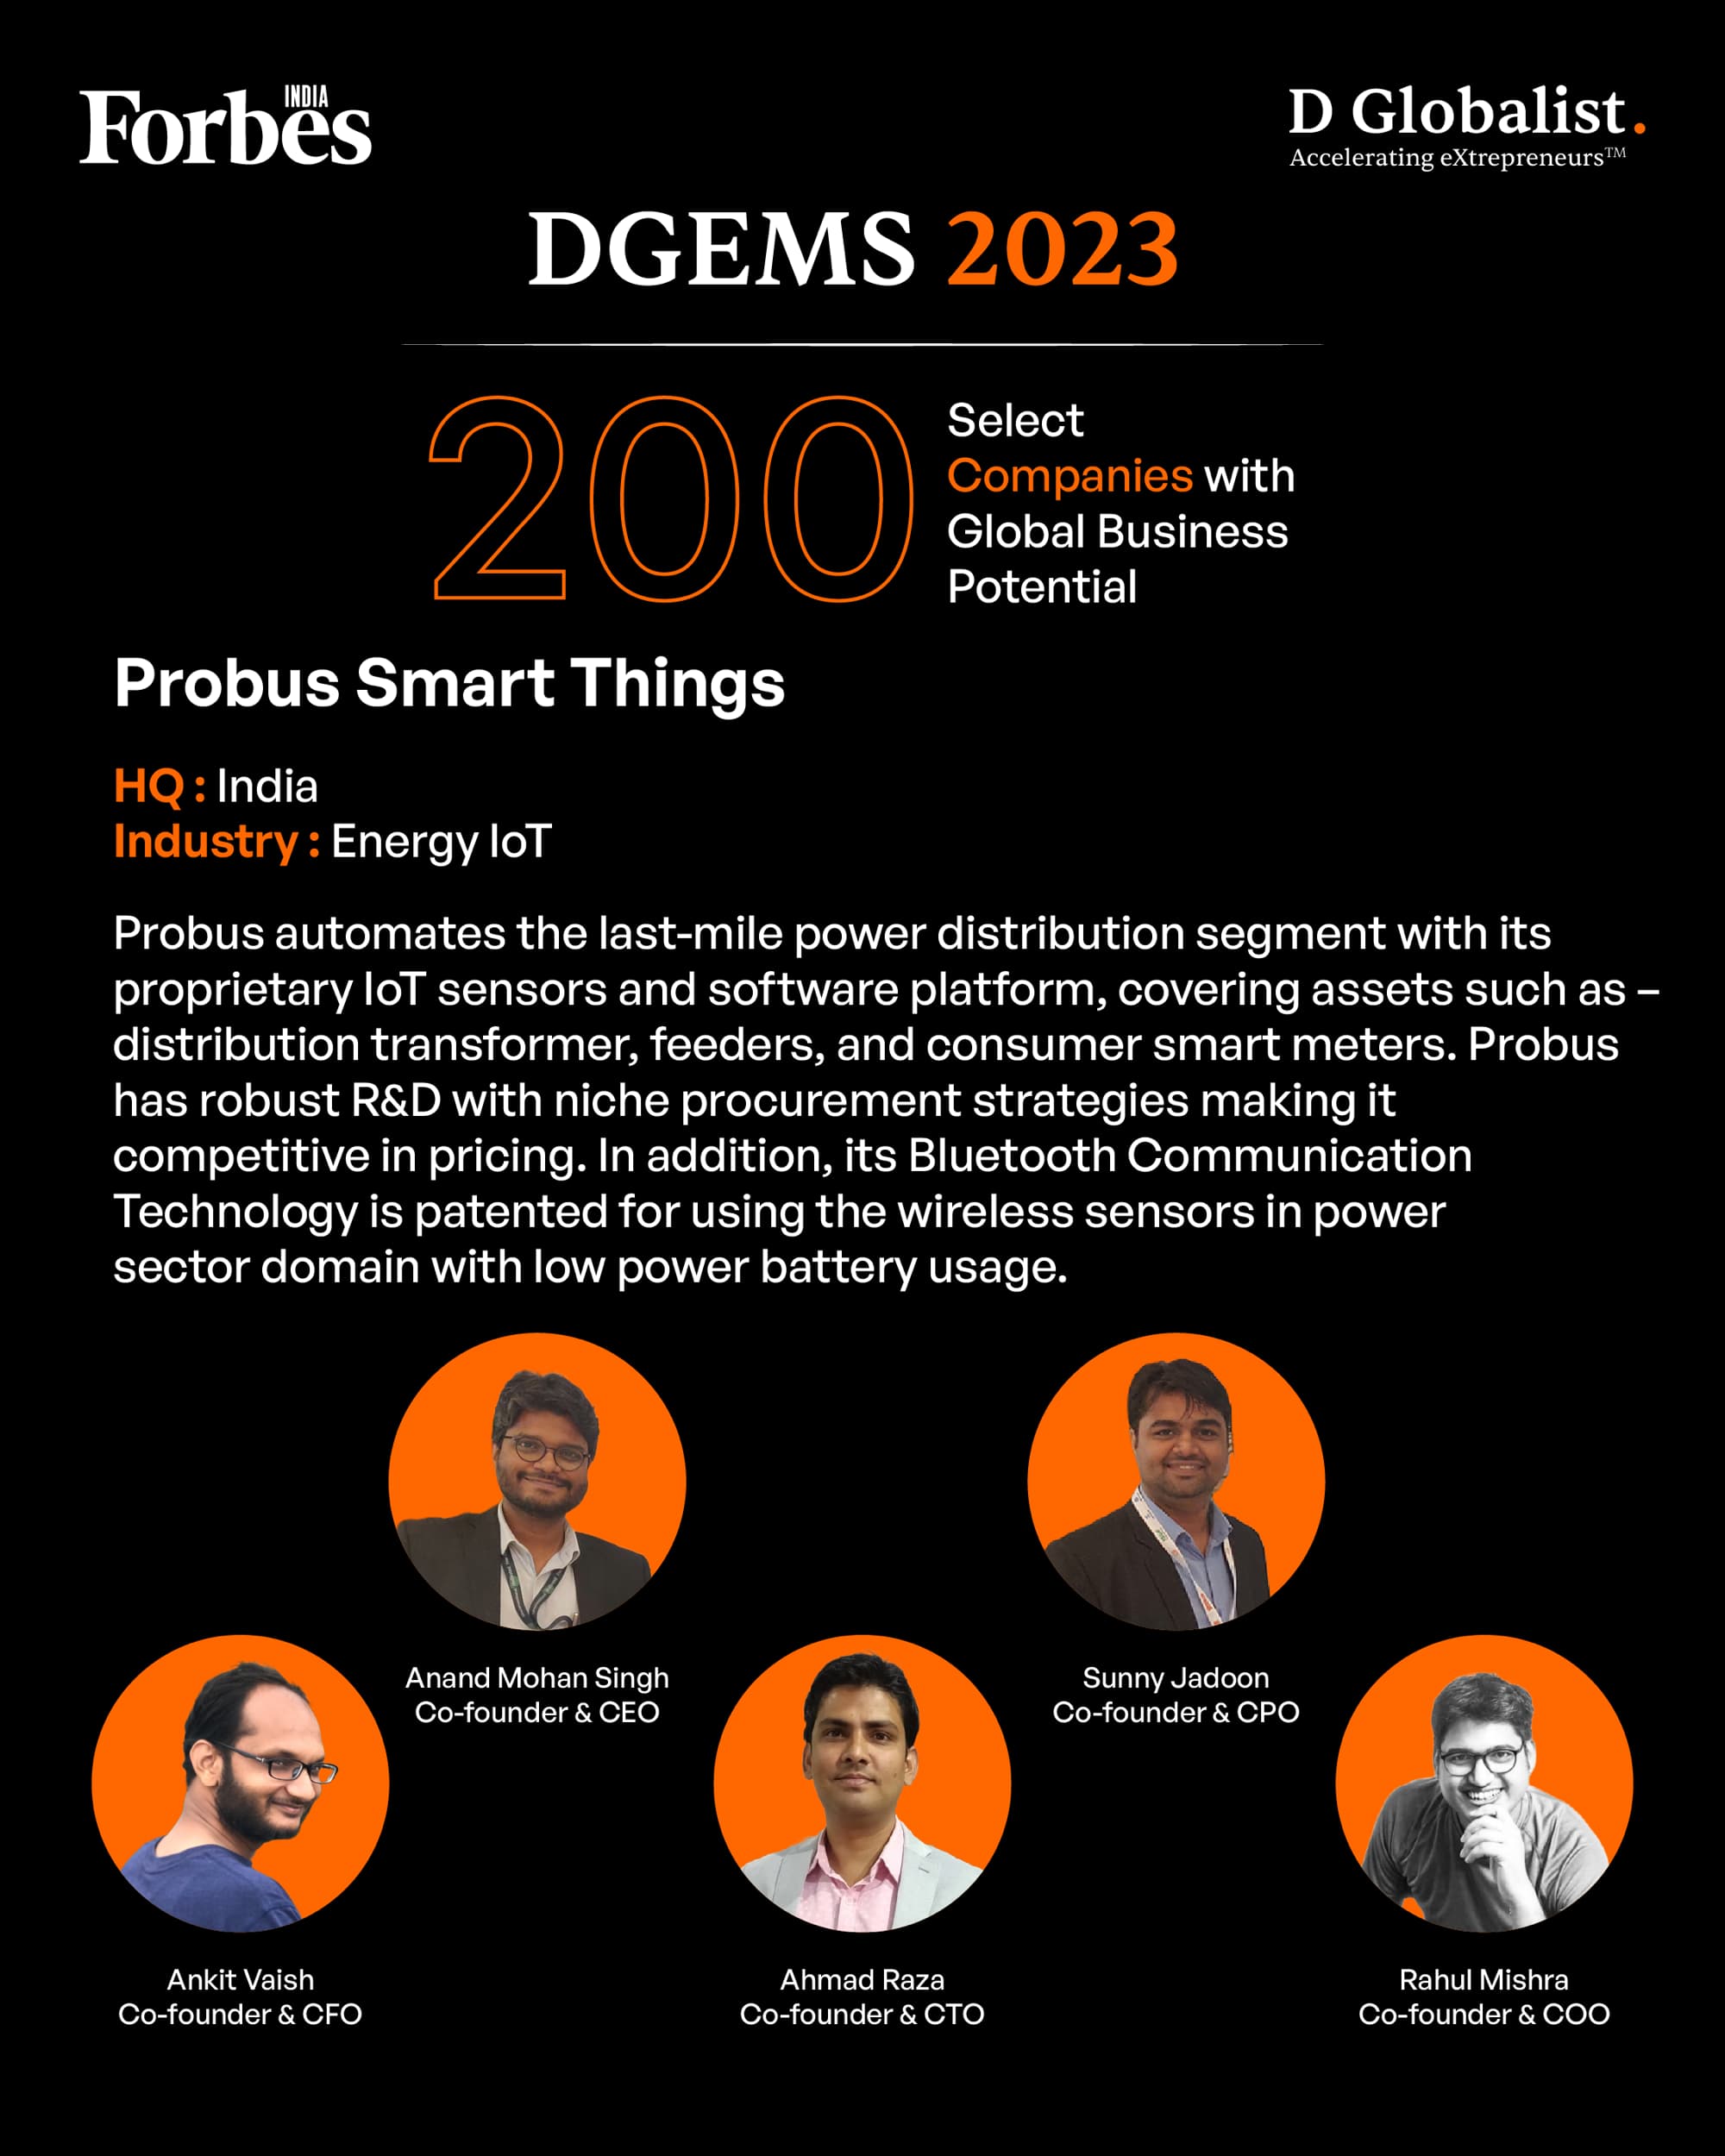 Forbes INDIA
D Globalist.
Accelerating eXtrepreneurs™
DGEMS 2023
200
Select
Companies with
Global Business
Potential
Probus Smart Things
HQ : India
Industry : Energy IoT
Probus automates the last-mile power distribution segment with its
proprietary IoT sensors and software platform, covering assets such as –
distribution transformer, feeders, and consumer smart meters. Probus
has robust R&D with niche procurement strategies making it
competitive in pricing. In addition, its Bluetooth Communication
Technology is patented for using the wireless sensors in power
sector domain with low power battery usage.
Anand Mohan Singh
Co-founder & CEO
Sunny Jadoon
Co-founder & CPO
Ankit Vaish
Co-founder & CFO
Ahmad Raza
Co-founder & CTO
Rahul Mishra
Co-founder & COO